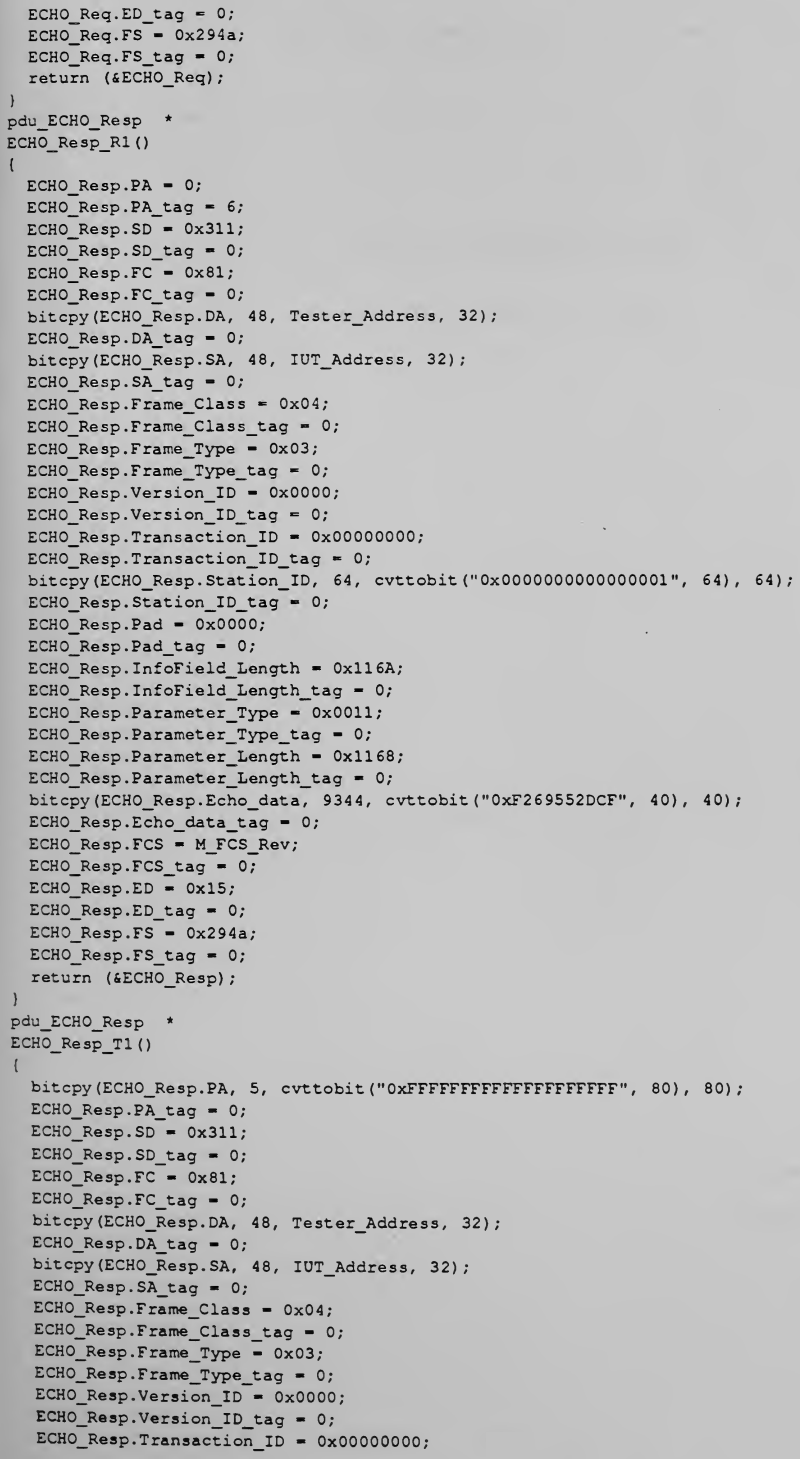 ECHO_Req.ED_tag = 0;
ECHO_Req.FS = 0x294a;
ECHO_Req.FS_tag = 0;
return (&ECHO_Req);
}
pdu_ECHO_Resp *
ECHO_Resp_R1()
{
ECHO_Resp.PA = 0;
ECHO_Resp.PA_tag = 6;
ECHO_Resp.SD = 0x311;
ECHO_Resp.SD_tag = 0;
ECHO_Resp.FC = 0x81;
ECHO_Resp.FC_tag = 0;
bitcpy(ECHO_Resp.DA, 48, Tester_Address, 32);
ECHO_Resp.DA_tag = 0;
bitcpy(ECHO_Resp.SA, 48, IUT_Address, 32);
ECHO_Resp.SA_tag = 0;
ECHO_Resp.Frame_Class = 0x04;
ECHO_Resp.Frame_Class_tag = 0;
ECHO_Resp.Frame_Type = 0x03;
ECHO_Resp.Frame_Type_tag = 0;
ECHO_Resp.Version_ID = 0x0000;
ECHO_Resp.Version_ID_tag = 0;
ECHO_Resp.Transaction_ID = 0x00000000;
ECHO_Resp.Transaction_ID_tag = 0;
bitcpy(ECHO_Resp.Station_ID, 64, cvttobit("0x0000000000000001", 64), 64);
ECHO_Resp.Station_ID_tag = 0;
ECHO_Resp.Pad = 0x0000;
ECHO_Resp.Pad_tag = 0;
ECHO_Resp.InfoField_Length = 0x116A;
ECHO_Resp.InfoField_Length_tag = 0;
ECHO_Resp.Parameter_Type = 0x0011;
ECHO_Resp.Parameter_Type_tag = 0;
ECHO_Resp.Parameter_Length = 0x1168;
ECHO_Resp.Parameter_Length_tag = 0;
bitcpy(ECHO_Resp.Echo_data, 9344, cvttobit("0xF269552DCF", 40), 40);
ECHO_Resp.Echo_data_tag = 0;
ECHO_Resp.FCS = M_FCS_Rev;
ECHO_Resp.FCS_tag = 0;
ECHO_Resp.ED = 0x15;
ECHO_Resp.ED_tag = 0;
ECHO_Resp.FS = 0x294a;
ECHO_Resp.FS_tag = 0;
return (&ECHO_Resp);
}
pdu_ECHO_Resp *
ECHO_Resp_T1()
{
bitcpy(ECHO_Resp.PA, 5, cvttobit("0xFFFFFFFFFFFFFFFFFFFF", 80), 80);
ECHO_Resp.PA_tag = 0;
ECHO_Resp.SD = 0x311;
ECHO_Resp.SD_tag = 0;
ECHO_Resp.FC = 0x81;
ECHO_Resp.FC_tag = 0;
bitcpy(ECHO_Resp.DA, 48, Tester_Address, 32);
ECHO_Resp.DA_tag = 0;
bitcpy(ECHO_Resp.SA, 48, IUT_Address, 32);
ECHO_Resp.SA_tag = 0;
ECHO_Resp.Frame_Class = 0x04;
ECHO_Resp.Frame_Class_tag = 0;
ECHO_Resp.Frame_Type = 0x03;
ECHO_Resp.Frame_Type_tag = 0;
ECHO_Resp.Version_ID = 0x0000;
ECHO_Resp.Version_ID_tag = 0;
ECHO_Resp.Transaction_ID = 0x00000000;